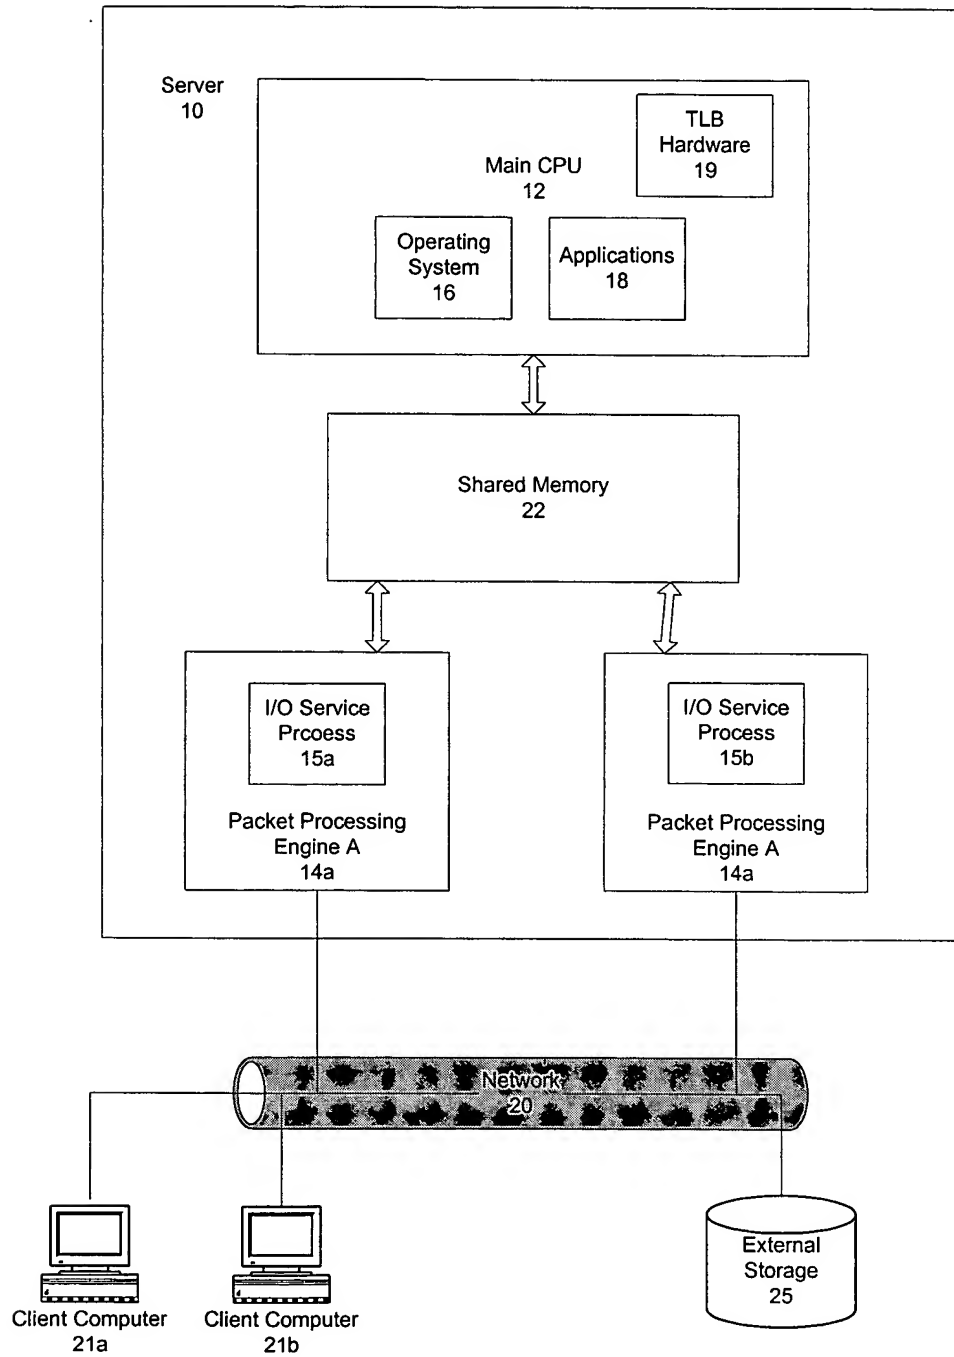 Server
10
TLB
Hardware
19
Main CPU
12
Operating
System
16
Applications
18
Shared Memory
22
I/O Service
Prcoess
15a
Packet Processing
Engine A
14a
I/O Service
Process
15b
Packet Processing
Engine A
14a
Network
20
Client Computer
21a
Client Computer
21b
External
Storage
25